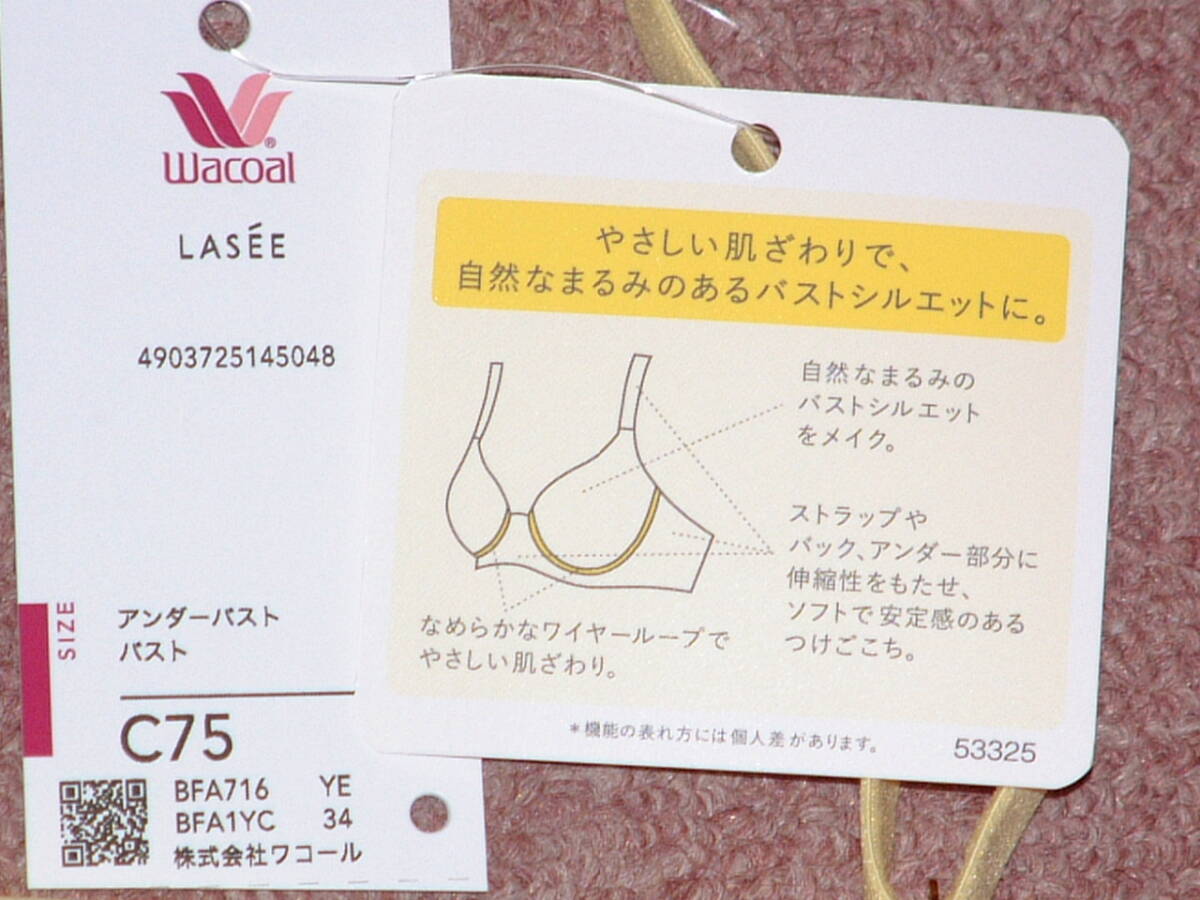 Wacoal
LASÉE
4903725145048
SIZE
アンダーバスト
バスト
C75
BFA716 YE
BFA1YC 34
株式会社ワコール
やさしい肌ざわりで、
自然なまるみのあるバストシルエットに。
自然なまるみの
バストシルエット
をメイク。
ストラップや
バック、アンダー部分に
伸縮性をもたせ、
ソフトで安定感のある
つけごこち。
なめらかなワイヤーループで
やさしい肌ざわり。
*機能の表れ方には個人差があります。
53325